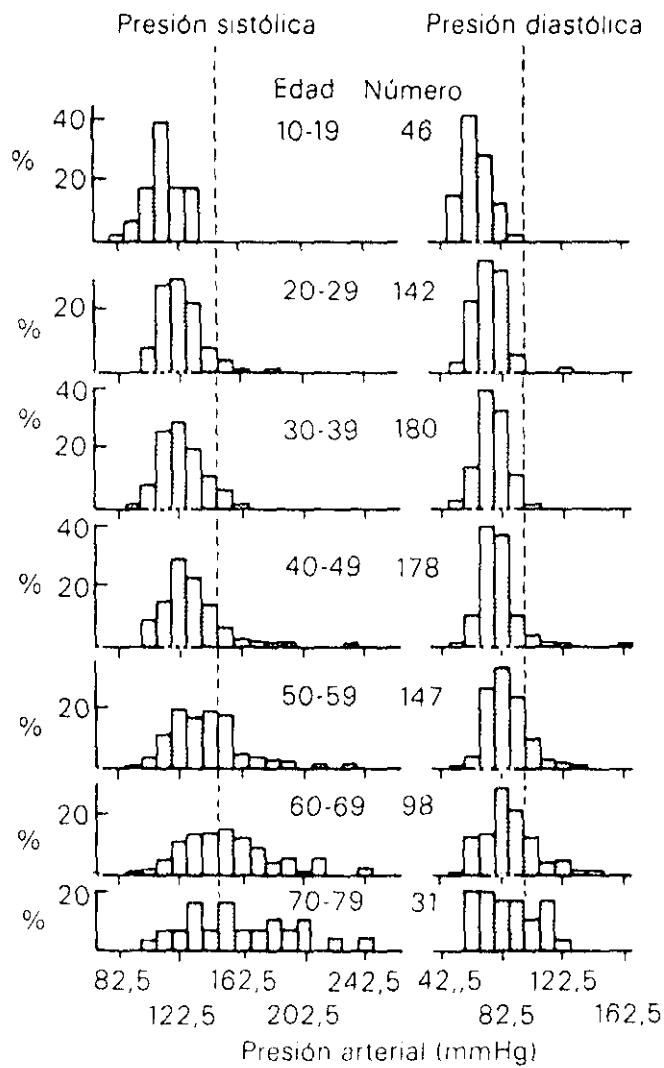 Presión sistólica Presión diastólica
Edad Número
40
% 10-19 46
20
20
% 20-29 142
40
% 30-39 180
20
40
% 40-49 178
20
20
% 50-59 147
20
% 60-69 98
20
% 70-79 31
82,5 162,5 242,5 42,5 122,5
122,5 202,5 82,5 162,5
Presión arterial (mmHg)